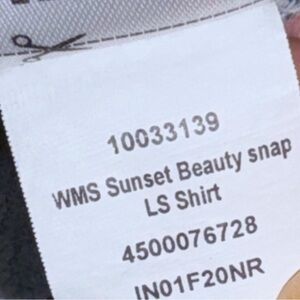 10033139
WMS Sunset Beauty snap
LS Shirt
4500076728
IN01F20NR